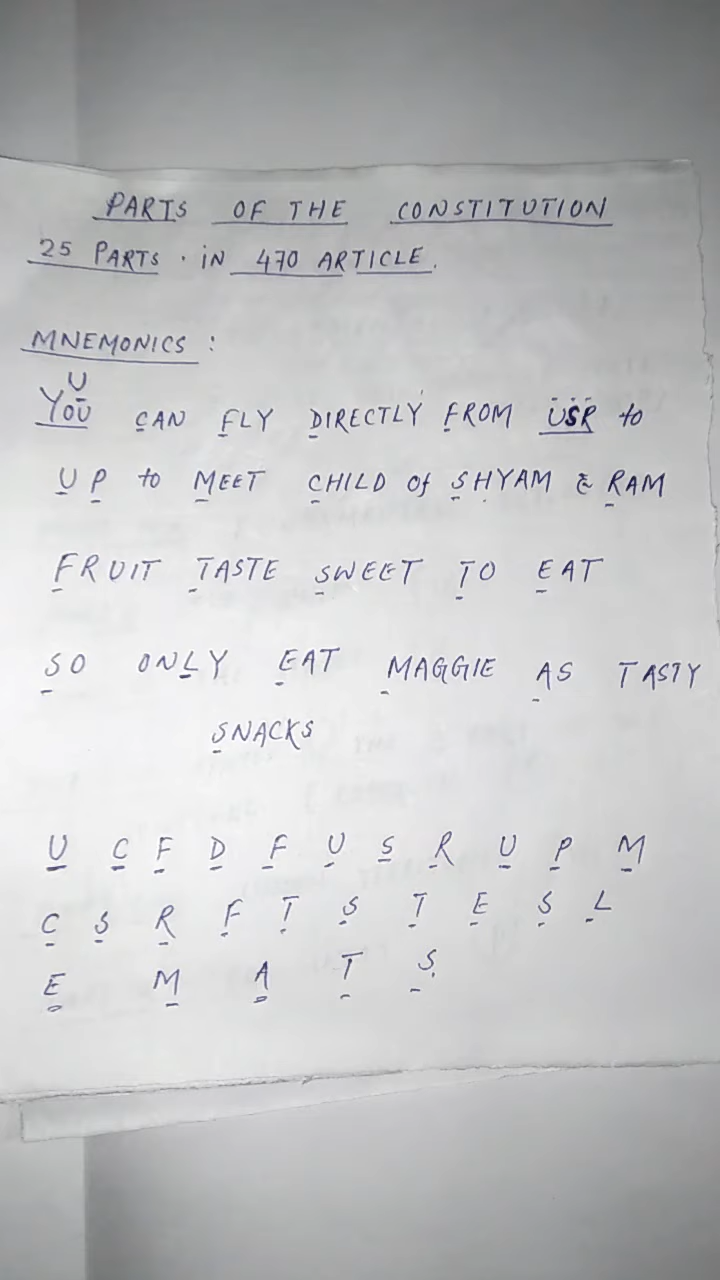 PARTS OF THE CONSTITUTION
25 PARTS . IN 470 ARTICLE.
MNEMONICS :
U
YOU CAN FLY DIRECTLY FROM USR to
UP to MEET CHILD of SHYAM & RAM
FRUIT TASTE SWEET TO EAT
SO ONLY EAT MAGGIE AS TASTY
SNACKS
U C F D F U S R U P M
C S R F T S T E S L
E M A T S.